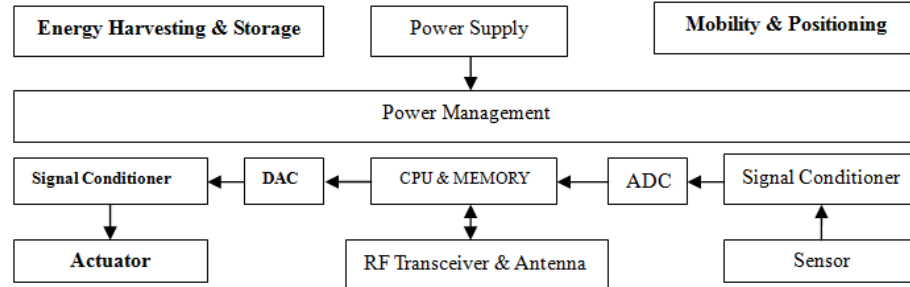 Energy Harvesting & Storage
Power Supply
Mobility & Positioning
Power Management
Signal Conditioner
DAC
CPU & MEMORY
ADC
Signal Conditioner
Actuator
RF Transceiver & Antenna
Sensor